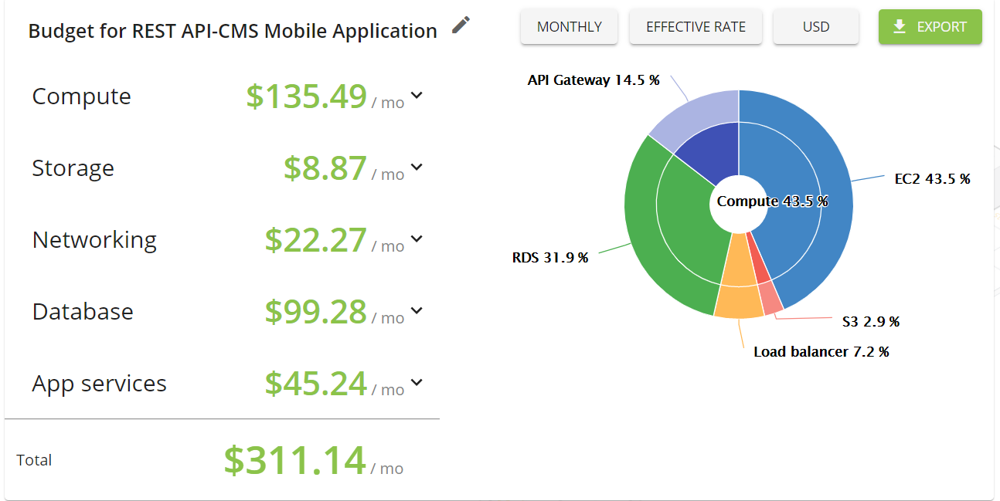 Budget for REST API-CMS Mobile Application
MONTHLY
EFFECTIVE RATE
USD
EXPORT
Compute $135.49 / mo
Storage $8.87 / mo
Networking $22.27 / mo
Database $99.28 / mo
App services $45.24 / mo
Total $311.14 / mo
API Gateway 14.5 %
EC2 43.5 %
Compute 43.5 %
RDS 31.9 %
S3 2.9 %
Load balancer 7.2 %